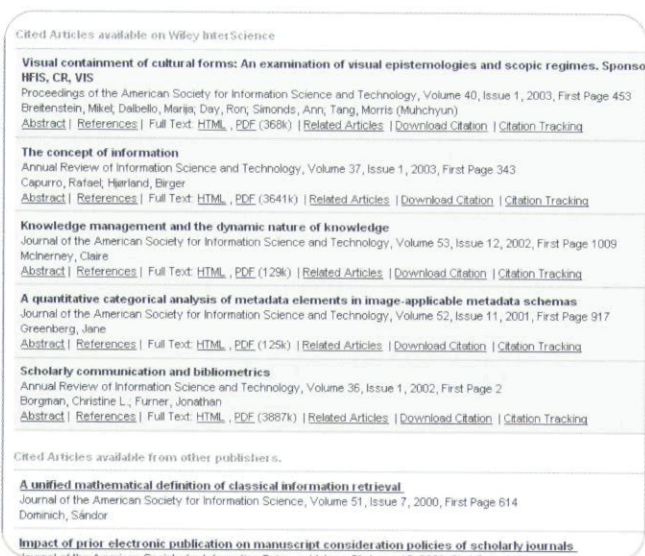 Cited Articles available on Wiley InterScience
Visual containment of cultural forms: An examination of visual epistemologies and scopic regimes. Sponso
HFIS, CR, VIS
Proceedings of the American Society for Information Science and Technology, Volume 40, Issue 1, 2003, First Page 453
Breitenstein, Mikel; Dalbello, Marija; Day, Ron; Simonds, Ann; Tang, Morris (Muhchyun)
Abstract | References | Full Text: HTML , PDF (368k) | Related Articles | Download Citation | Citation Tracking
The concept of information
Annual Review of Information Science and Technology, Volume 37, Issue 1, 2003, First Page 343
Capurro, Rafael; Hjørland, Birger
Abstract | References | Full Text: HTML , PDF (3641k) | Related Articles | Download Citation | Citation Tracking
Knowledge management and the dynamic nature of knowledge
Journal of the American Society for Information Science and Technology, Volume 53, Issue 12, 2002, First Page 1009
McInerney, Claire
Abstract | References | Full Text: HTML , PDF (129k) | Related Articles | Download Citation | Citation Tracking
A quantitative categorical analysis of metadata elements in image-applicable metadata schemas
Journal of the American Society for Information Science and Technology, Volume 52, Issue 11, 2001, First Page 917
Greenberg, Jane
Abstract | References | Full Text: HTML , PDF (125k) | Related Articles | Download Citation | Citation Tracking
Scholarly communication and bibliometrics
Annual Review of Information Science and Technology, Volume 36, Issue 1, 2002, First Page 2
Borgman, Christine L.; Furner, Jonathan
Abstract | References | Full Text: HTML , PDF (3887k) | Related Articles | Download Citation | Citation Tracking
Cited Articles available from other publishers.
A unified mathematical definition of classical information retrieval
Journal of the American Society for Information Science, Volume 51, Issue 7, 2000, First Page 614
Dominich, Sándor
Impact of prior electronic publication on manuscript consideration policies of scholarly journals